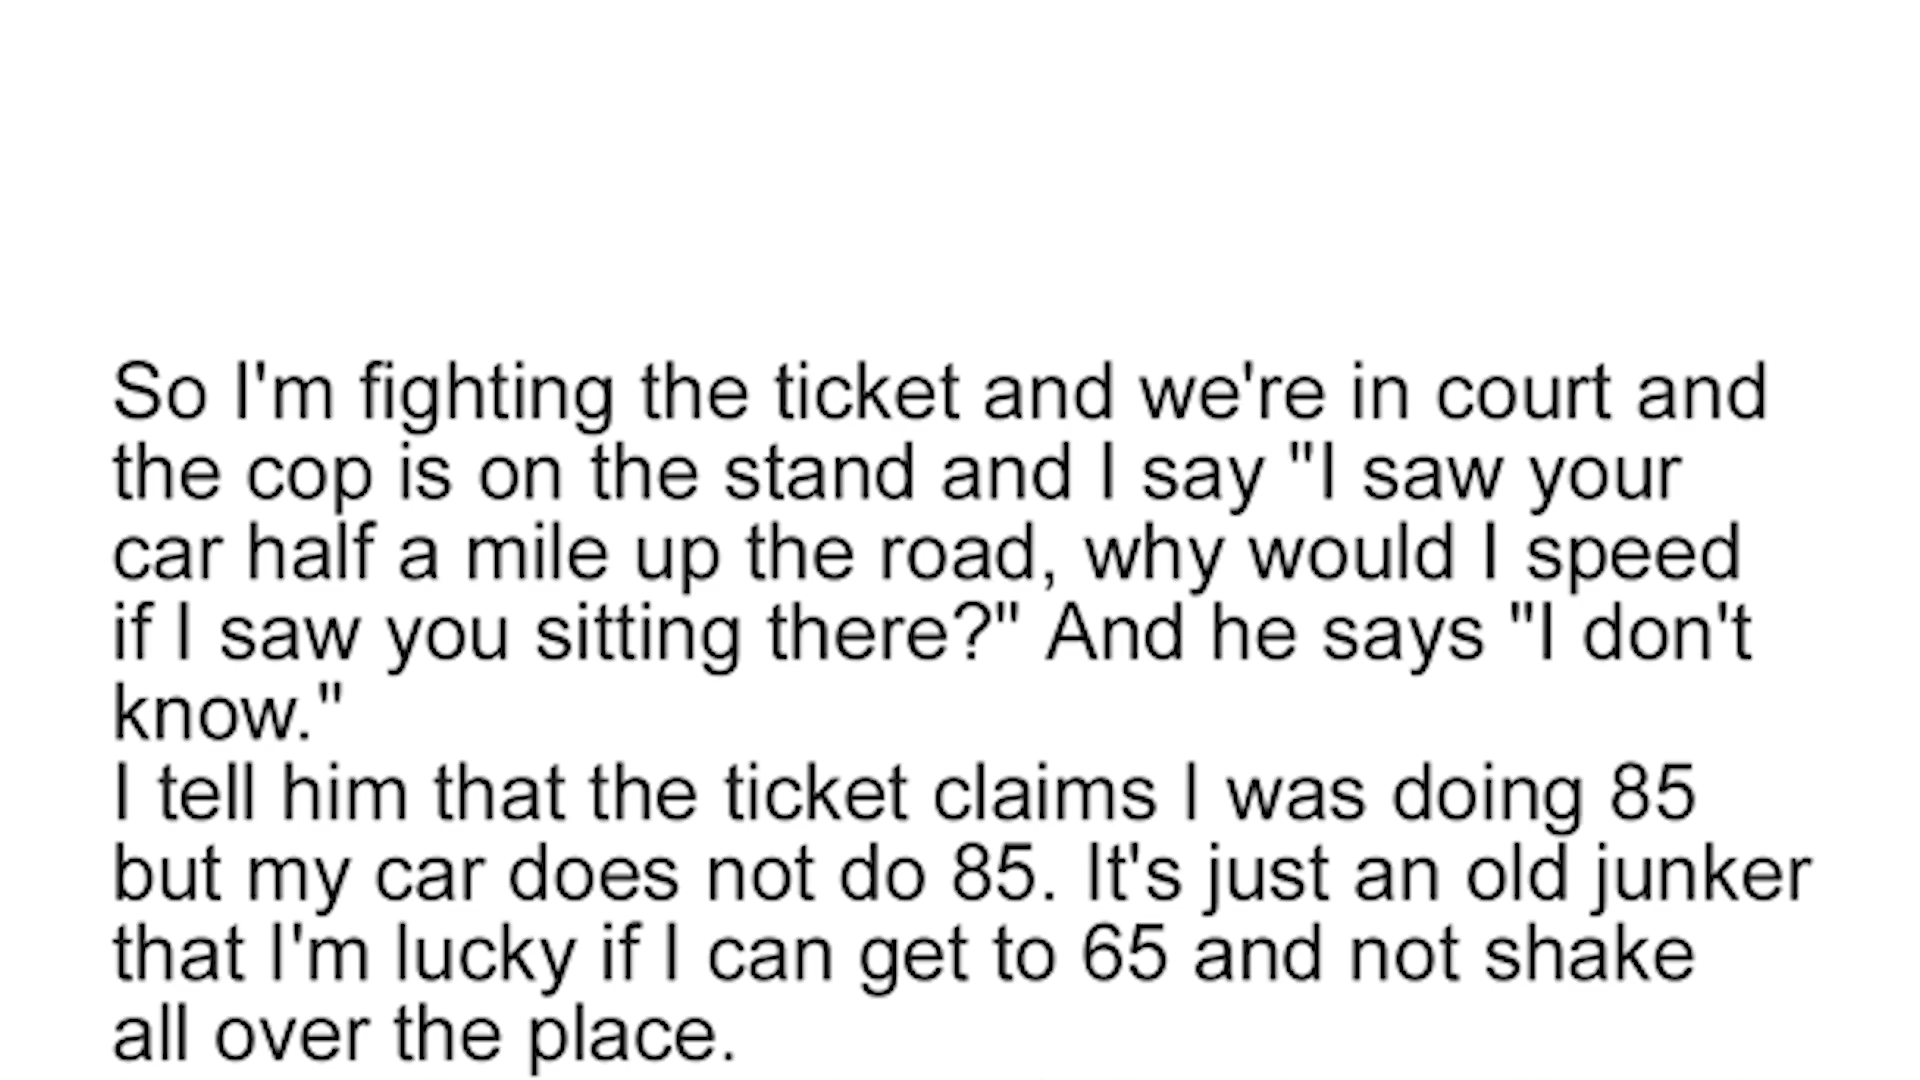 So I'm fighting the ticket and we're in court and
the cop is on the stand and I say "I saw your
car half a mile up the road, why would I speed
if I saw you sitting there?" And he says "I don't
know."
I tell him that the ticket claims I was doing 85
but my car does not do 85. It's just an old junker
that I'm lucky if I can get to 65 and not shake
all over the place.